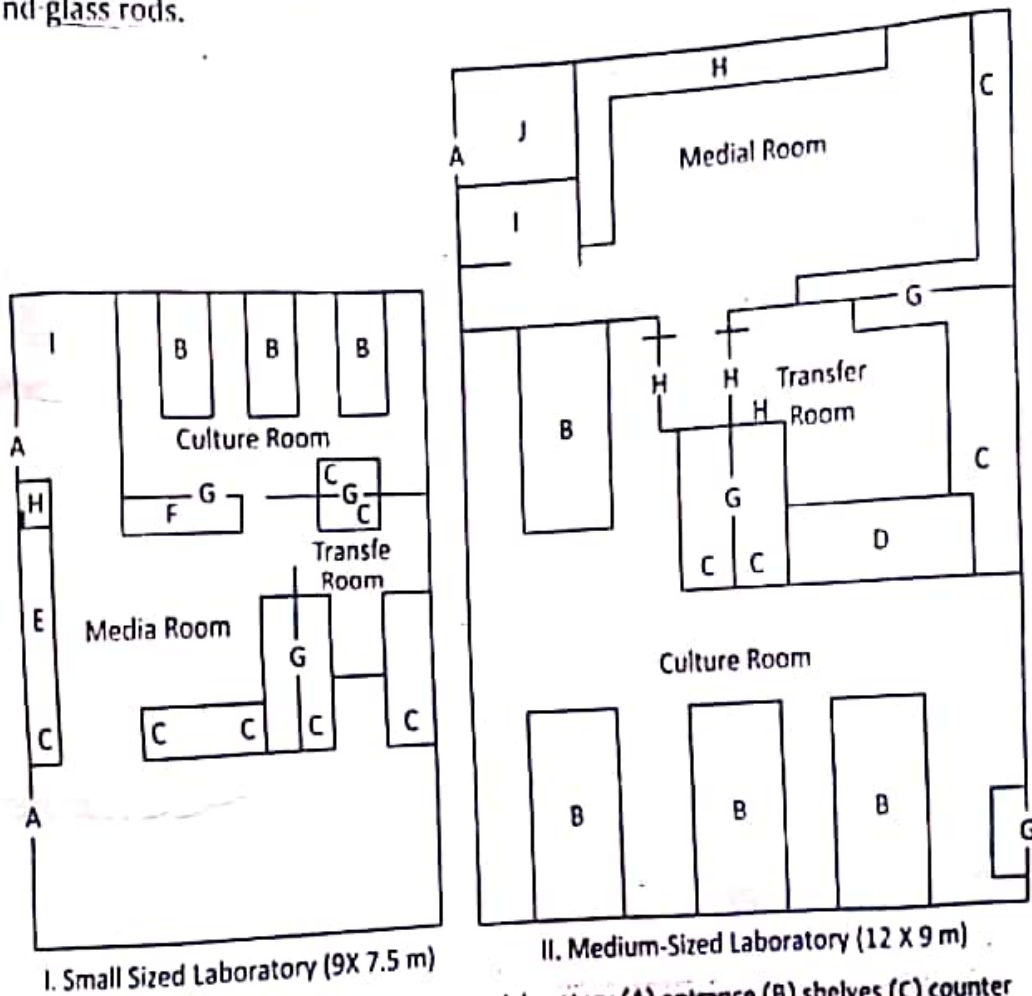 nd glass rods.
H
C
J
A
Medial Room
I
G
H
H
Transfer
H
Room
B
C
G
D
C
C
Culture Room
B
B
B
G
II. Medium-Sized Laboratory (12 X 9 m)
I
B
B
B
A
Culture Room
H
C
G
G
F
C
Transfe
Room
E
Media Room
G
C
C
C
C
C
A
I. Small Sized Laboratory (9X 7.5 m)
(A) entrance (B) shelves (C) counter